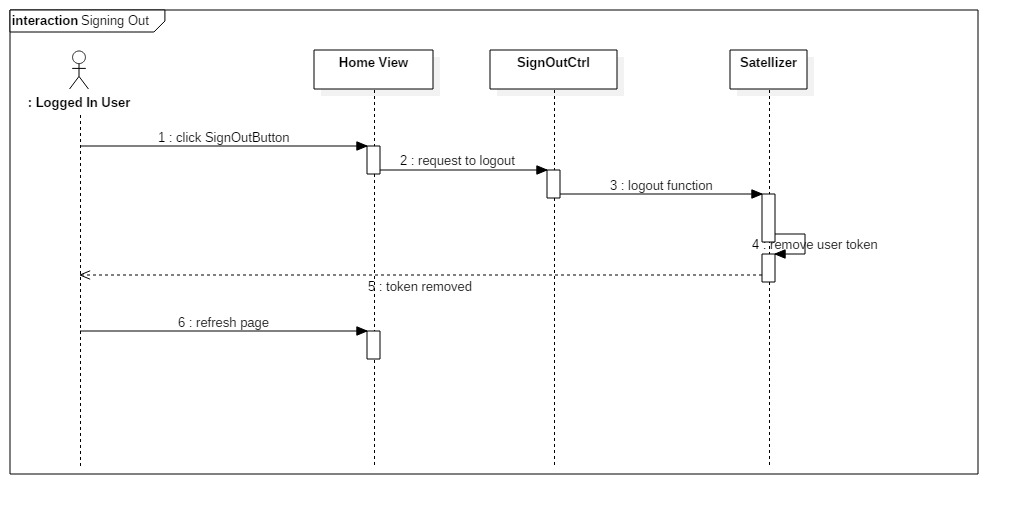 interaction Signing Out
Home View
SignOutCtrl
Satellizer
: Logged In User
1 : click SignOutButton
2 : request to logout
3 : logout function
4 : remove user token
5 : token removed
6 : refresh page